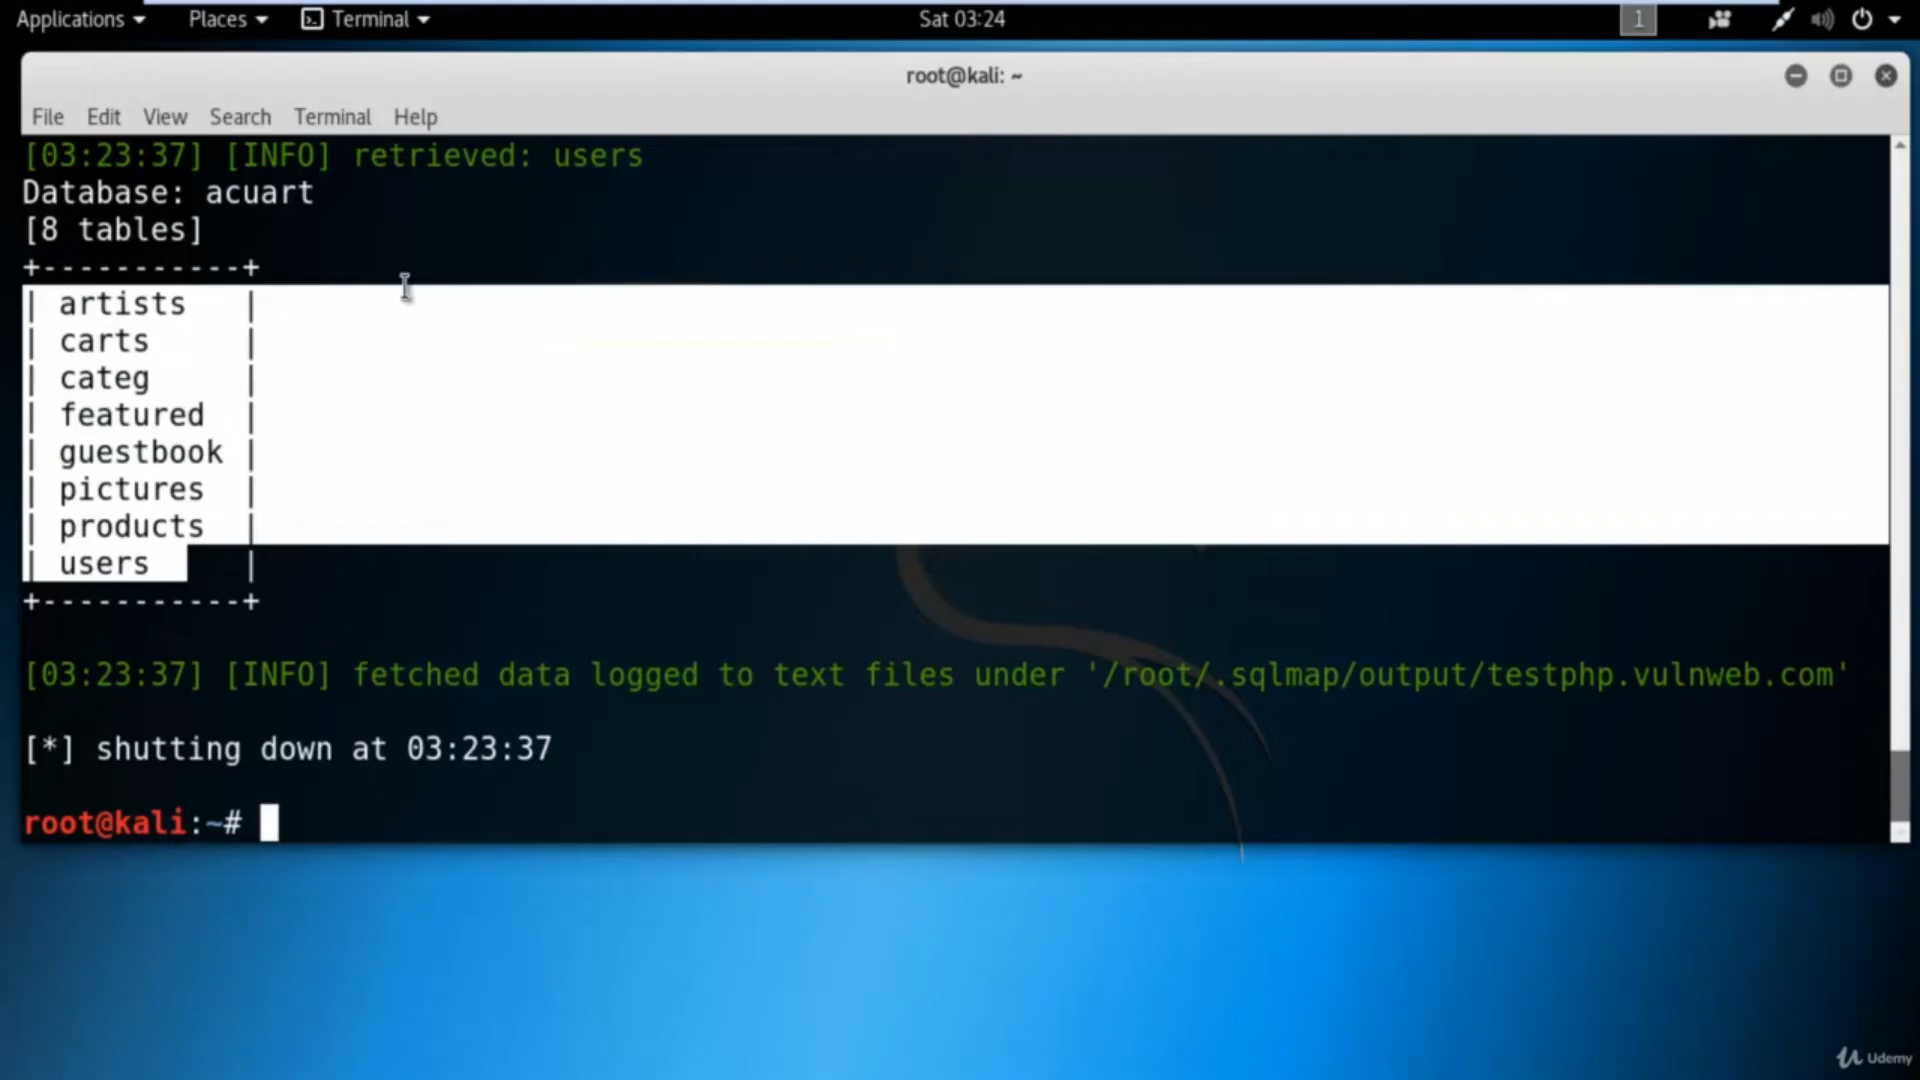 Applications Places Terminal Sat 03:24 1
root@kali: ~
File Edit View Search Terminal Help
[03:23:37] [INFO] retrieved: users
Database: acuart
[8 tables]
+-----------+
| artists   |
| carts     |
| categ     |
| featured  |
| guestbook |
| pictures  |
| products  |
| users     |
+-----------+
[03:23:37] [INFO] fetched data logged to text files under '/root/.sqlmap/output/testphp.vulnweb.com'
[*] shutting down at 03:23:37
root@kali:~#
Udemy